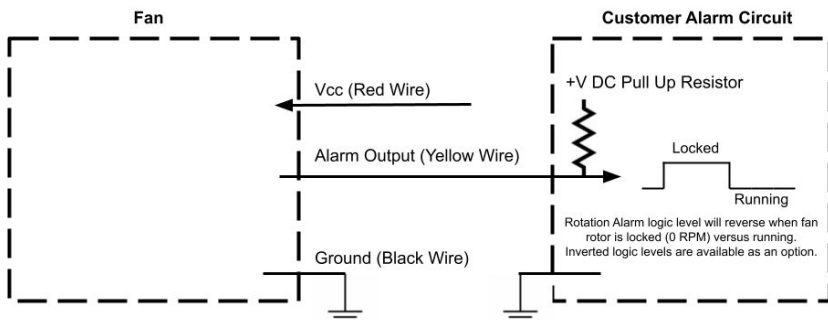 Fan
Customer Alarm Circuit
Vcc (Red Wire)
+V DC Pull Up Resistor
Alarm Output (Yellow Wire)
Locked
Running
Rotation Alarm logic level will reverse when fan
rotor is locked (0 RPM) versus running.
Inverted logic levels are available as an option.
Ground (Black Wire)